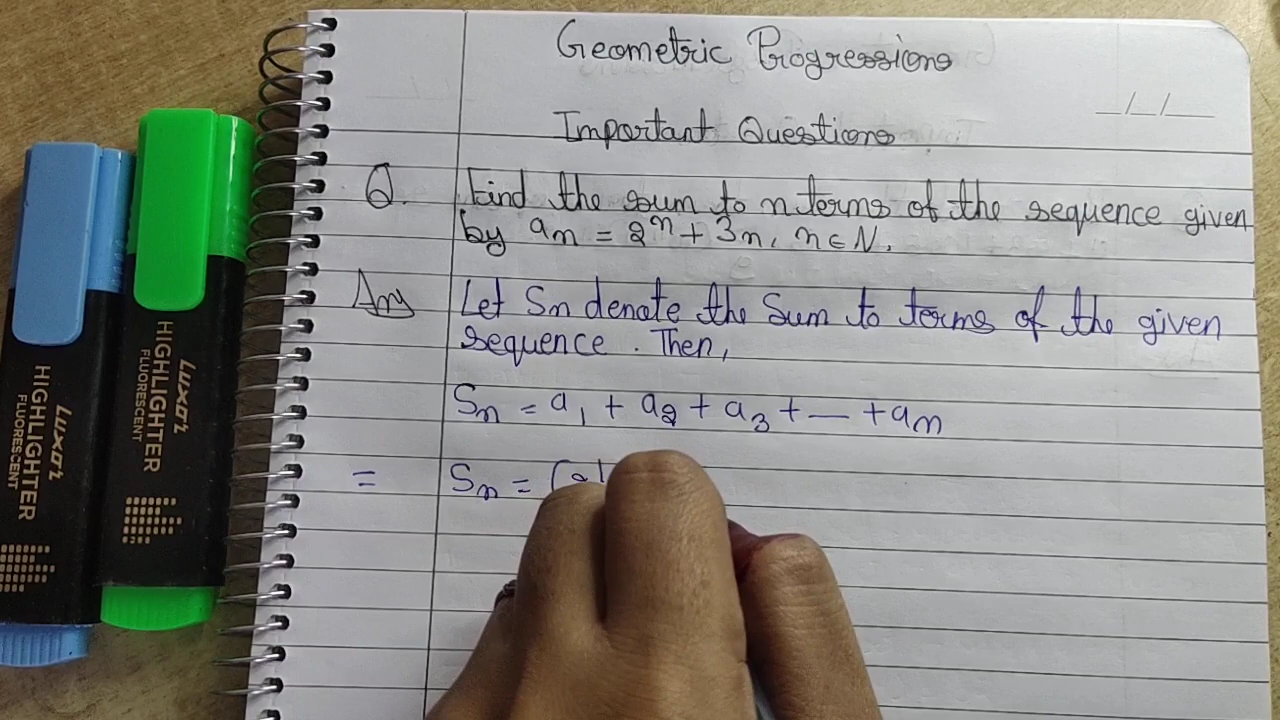 Geometric Progressions
_/_/_
Important Questions
Q. Find the sum to n terms of the sequence given
by aₙ = 2ⁿ + 3n, n ∈ N.
Ans Let Sn denote the Sum to terms of the given
sequence. Then,
Sₙ = a₁ + a₂ + a₃ + — + aₙ
= Sₙ = (2¹
Luxor
HIGHLIGHTER
FLUORESCENT
Luxor
HIGHLIGHTER
FLUORESCENT